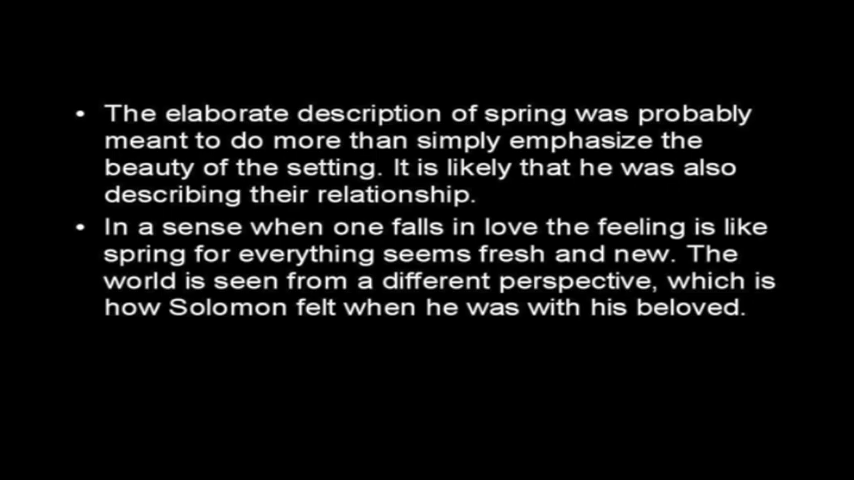 • The elaborate description of spring was probably
meant to do more than simply emphasize the
beauty of the setting. It is likely that he was also
describing their relationship.
• In a sense when one falls in love the feeling is like
spring for everything seems fresh and new. The
world is seen from a different perspective, which is
how Solomon felt when he was with his beloved.